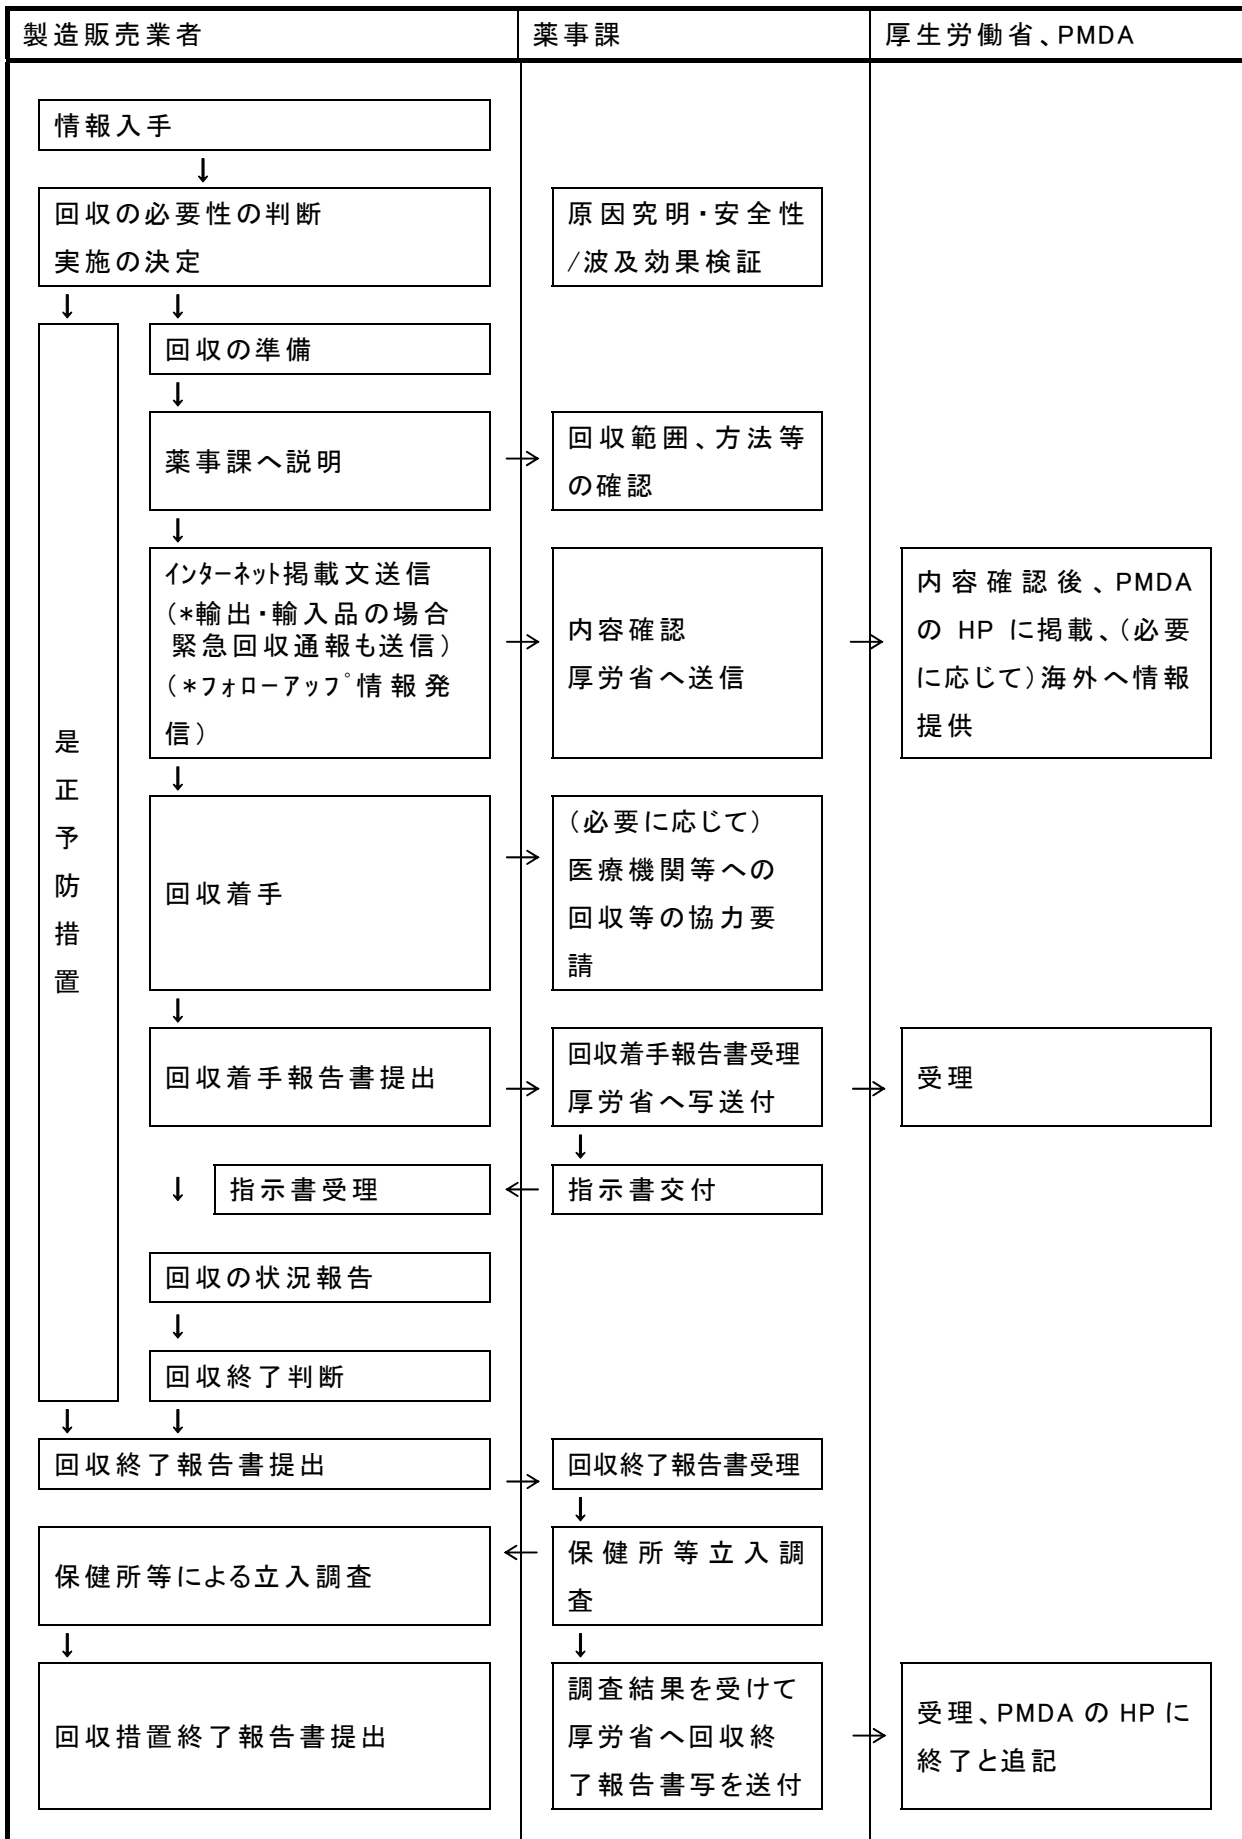 製造販売業者
薬事課
厚生労働省、PMDA
情報入手
↓
回収の必要性の判断
実施の決定
原因究明・安全性
/波及効果検証
↓ ↓
是
正
予
防
措
置
回収の準備
↓
薬事課へ説明
→
回収範囲、方法等
の確認
↓
インターネット掲載文送信
(*輸出・輸入品の場合
緊急回収通報も送信)
(*フォローアップ情報発
信)
→
内容確認
厚労省へ送信
→
内容確認後、PMDA
の HP に掲載、(必要
に応じて)海外へ情報
提供
↓
回収着手
→
(必要に応じて)
医療機関等への
回収等の協力要
請
↓
回収着手報告書提出
→
回収着手報告書受理
厚労省へ写送付
→
受理
↓
↓
指示書受理
←
指示書交付
回収の状況報告
↓
回収終了判断
↓ ↓
回収終了報告書提出
→
回収終了報告書受理
↓
保健所等による立入調査
←
保健所等立入調
査
↓
↓
回収措置終了報告書提出
調査結果を受けて
厚労省へ回収終
了報告書写を送付
→
受理、PMDA の HP に
終了と追記